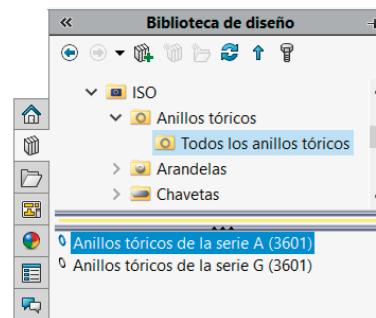 Biblioteca de diseño
ISO
Anillos tóricos
Todos los anillos tóricos
Arandelas
Chavetas
Anillos tóricos de la serie A (3601)
Anillos tóricos de la serie G (3601)